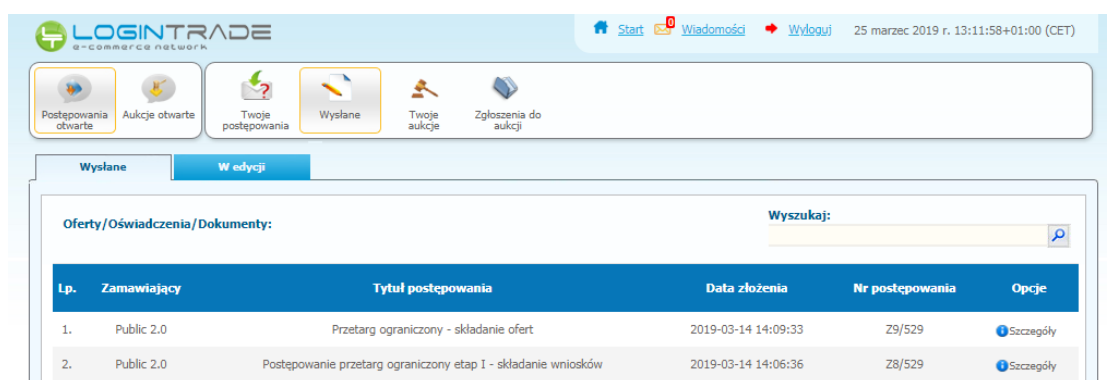 LOGINTRADE
e-commerce network
Start 0 Wiadomości Wyloguj 25 marzec 2019 r. 13:11:58+01:00 (CET)
Postępowania otwarte Aukcje otwarte Twoje postępowania Wysłane Twoje aukcje Zgłoszenia do aukcji
Wysłane W edycji
Oferty/Oświadczenia/Dokumenty: Wyszukaj:
Lp. Zamawiający Tytuł postępowania Data złożenia Nr postępowania Opcje
1. Public 2.0 Przetarg ograniczony - składanie ofert 2019-03-14 14:09:33 Z9/529 Szczegóły
2. Public 2.0 Postępowanie przetarg ograniczony etap I - składanie wniosków 2019-03-14 14:06:36 Z8/529 Szczegóły